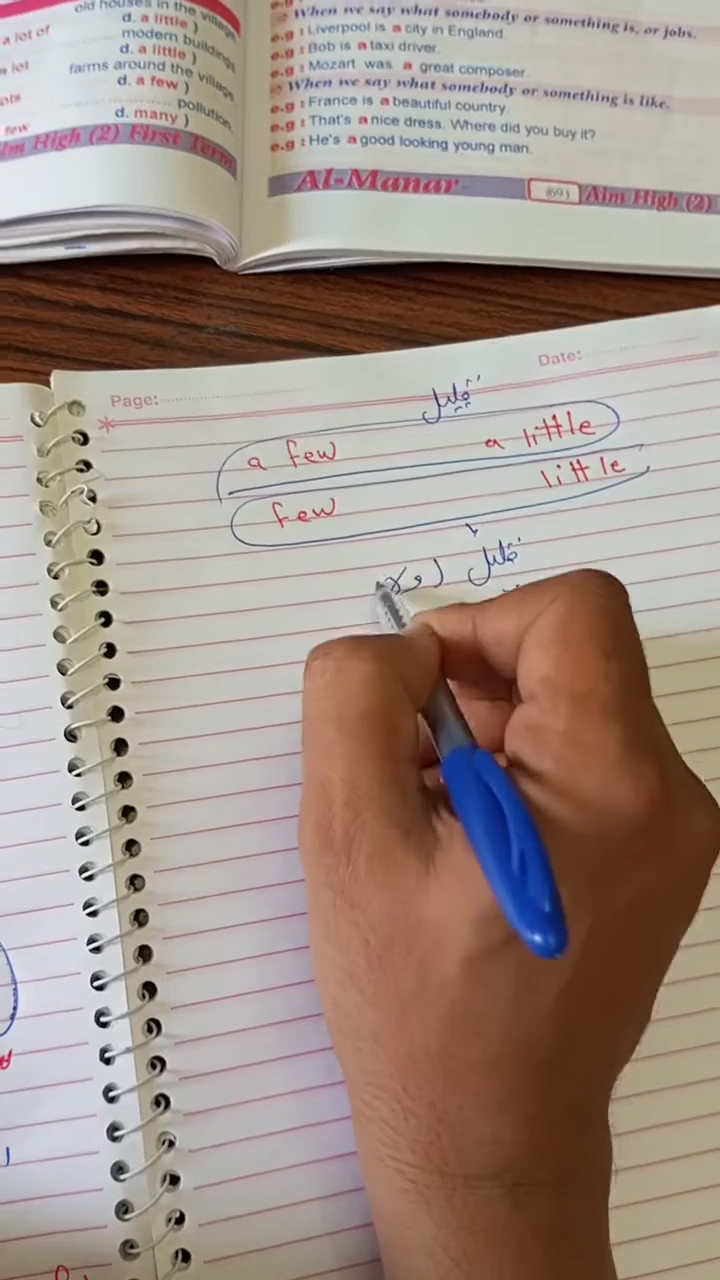 old houses in the village
d. a little )
a lot of
modern buildings
d. a little )
a lot
farms around the village
d. a few )
pollution.
d. many )
few
Aim High (2) First Term
When we say what somebody or something is, or jobs.
e.g : Liverpool is a city in England.
e.g : Bob is a taxi driver.
e.g : Mozart was a great composer.
When we say what somebody or something is like.
e.g : France is a beautiful country.
e.g : That's a nice dress. Where did you buy it?
e.g : He's a good looking young man.
Al-Manar (69) Aim High (2)
Page: Date:
قليل
a few a little
few little
قليل